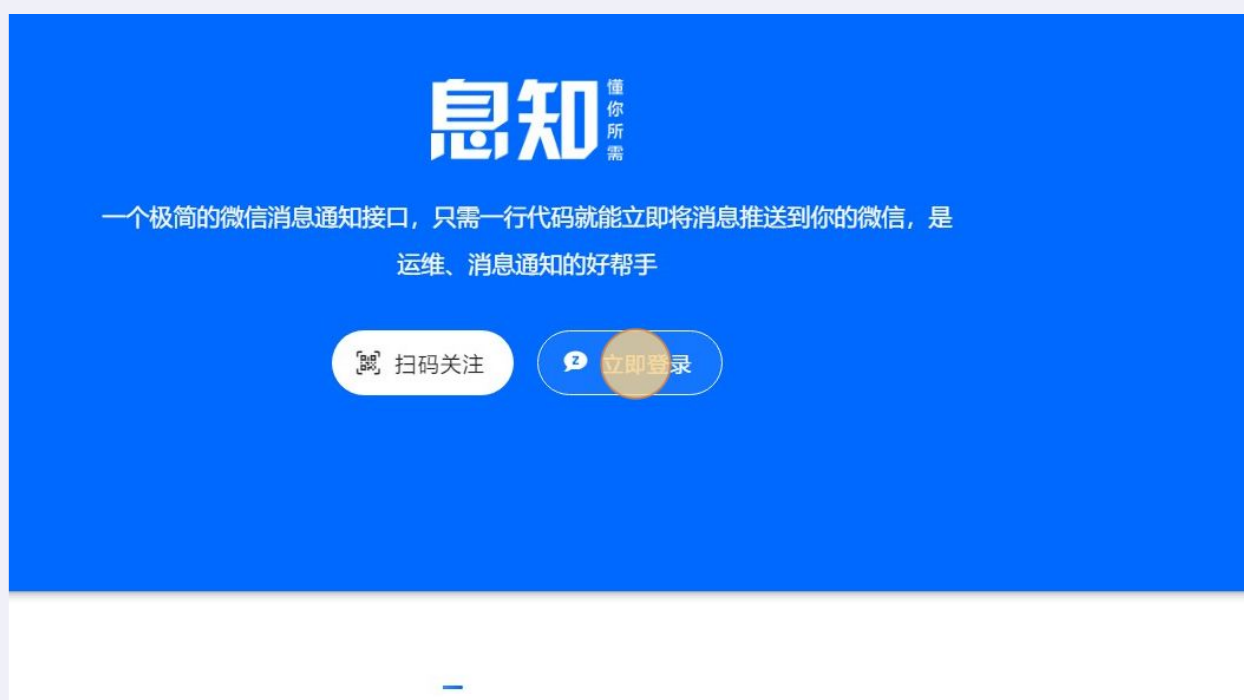 息知
懂你所需
一个极简的微信消息通知接口，只需一行代码就能立即将消息推送到你的微信，是
运维、消息通知的好帮手
扫码关注
立即登录